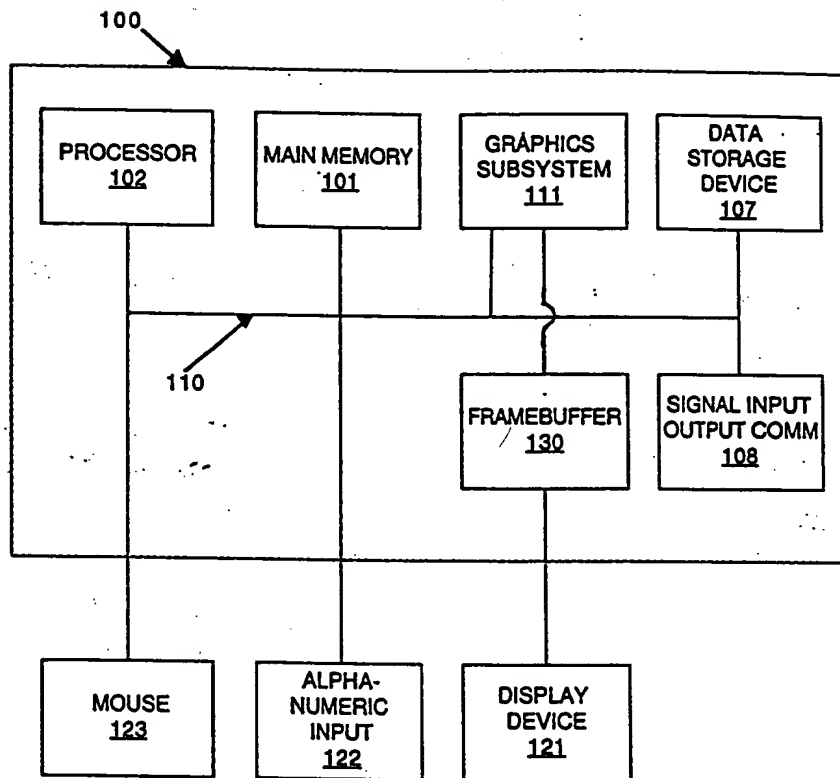 100
PROCESSOR
102
MAIN MEMORY
101
GRAPHICS
SUBSYSTEM
111
DATA
STORAGE
DEVICE
107
110
FRAMEBUFFER
130
SIGNAL INPUT
OUTPUT COMM
108
MOUSE
123
ALPHA-
NUMERIC
INPUT
122
DISPLAY
DEVICE
121